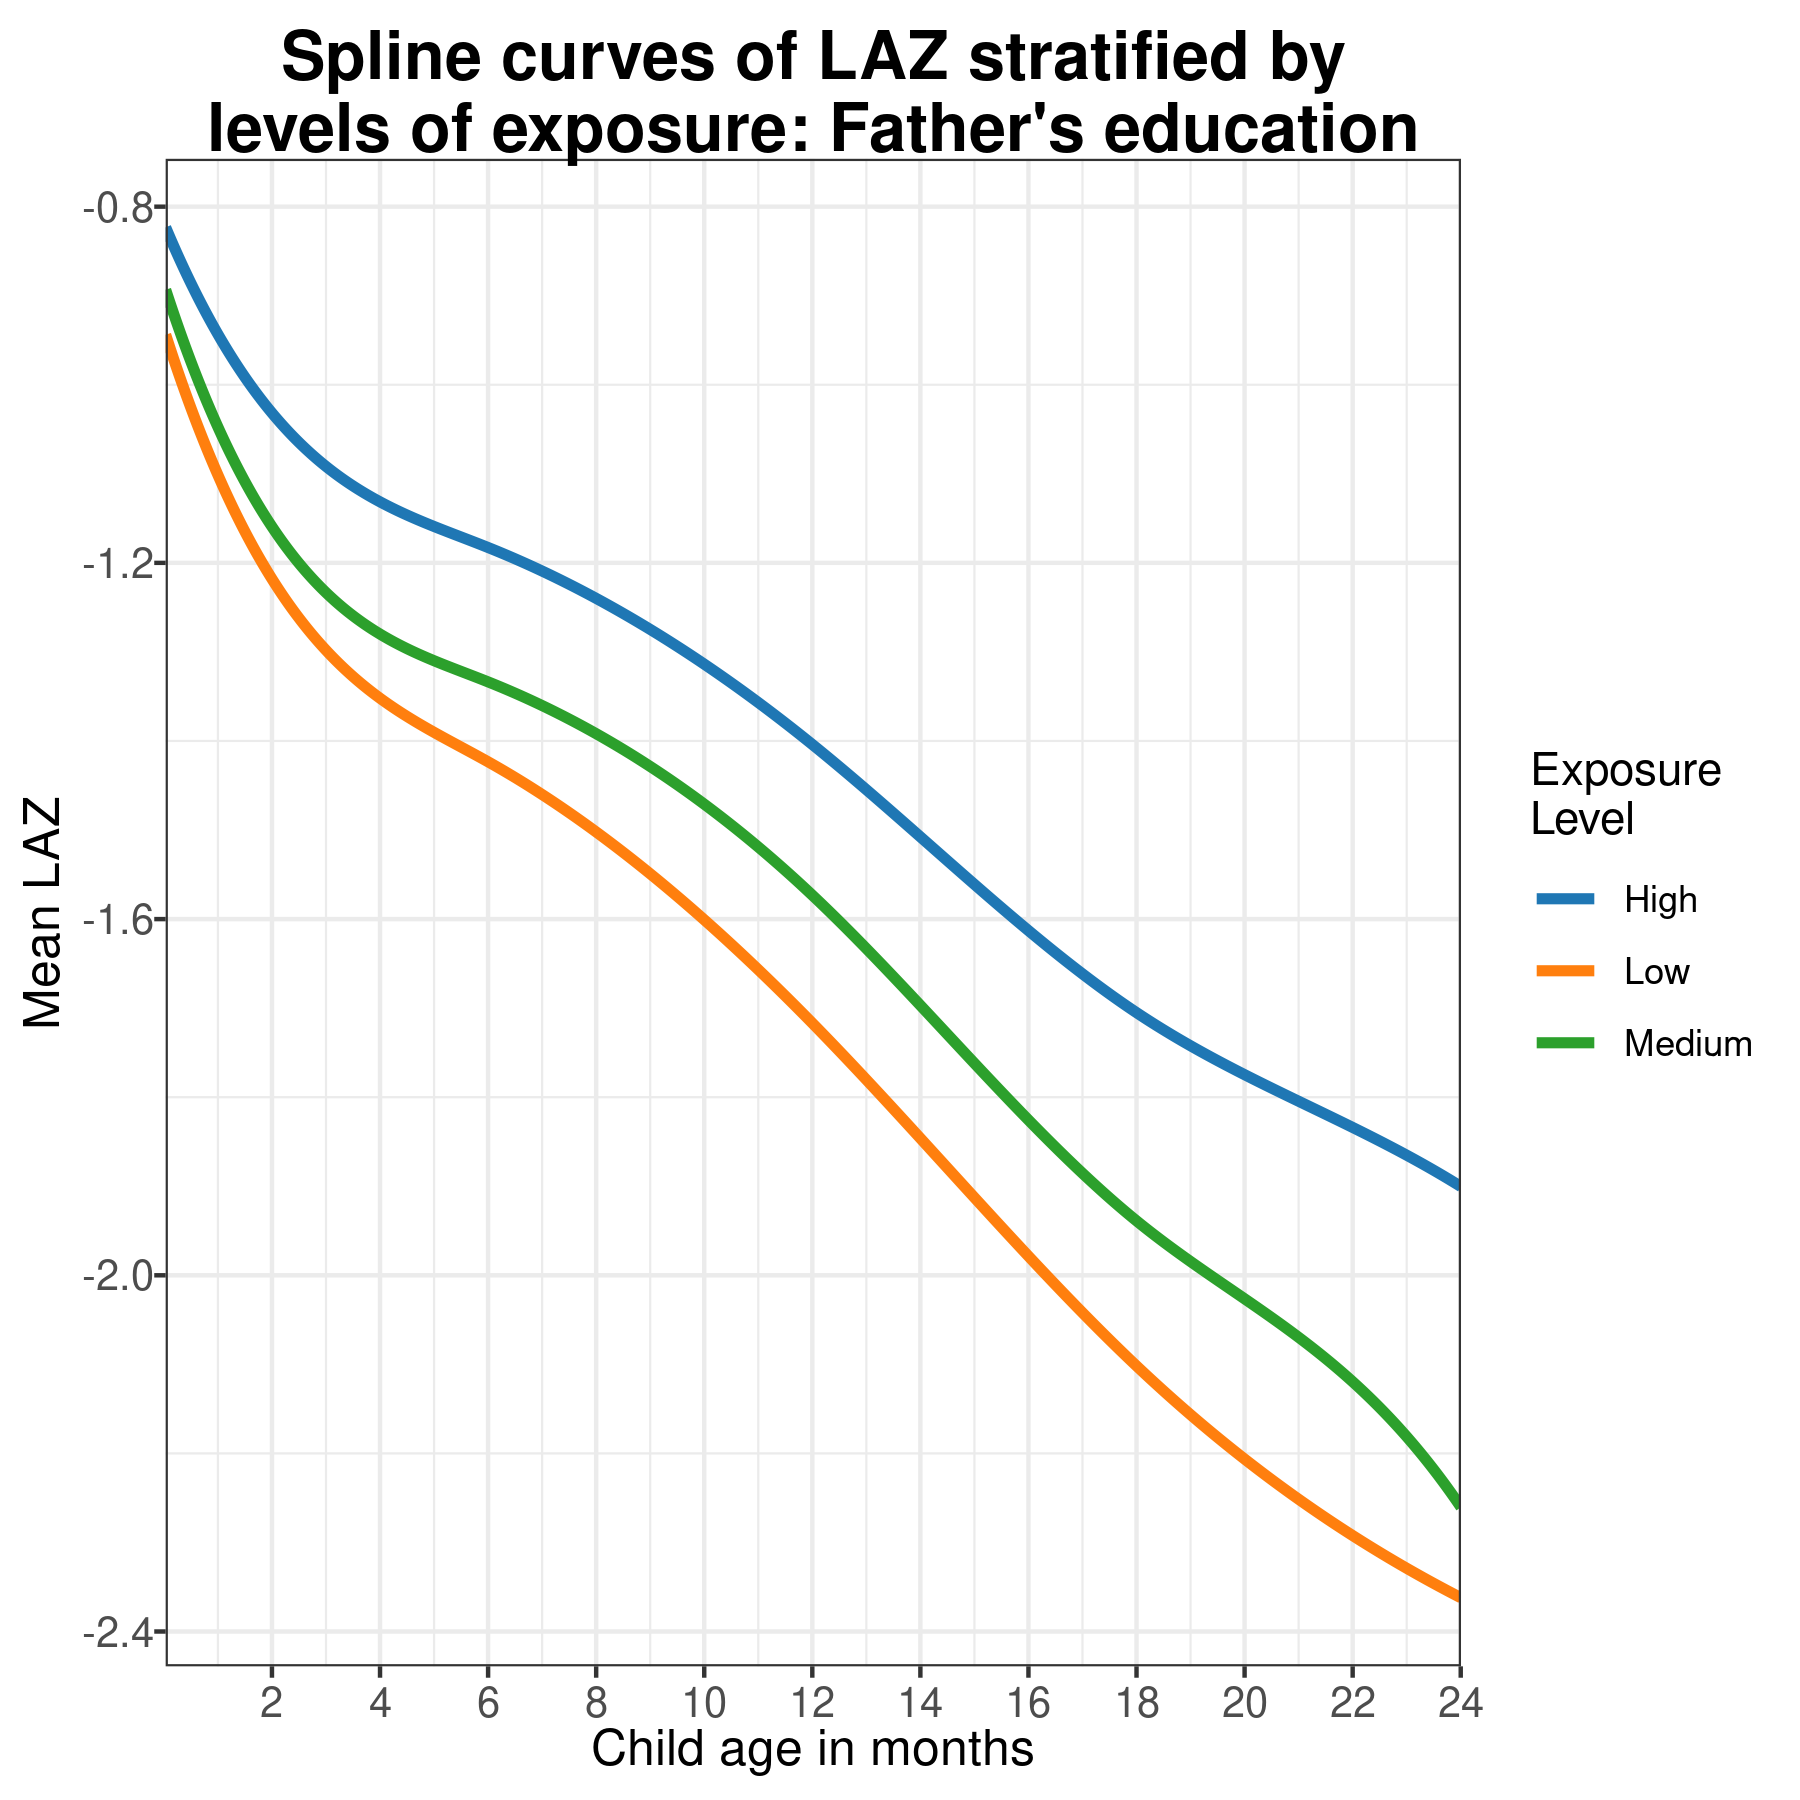 Spline curves of LAZ stratified by
levels of exposure: Father's education
Mean LAZ
-0.8
-1.2
-1.6
-2.0
-2.4
2 4 6 8 10 12 14 16 18 20 22 24
Child age in months
Exposure
Level
High
Low
Medium